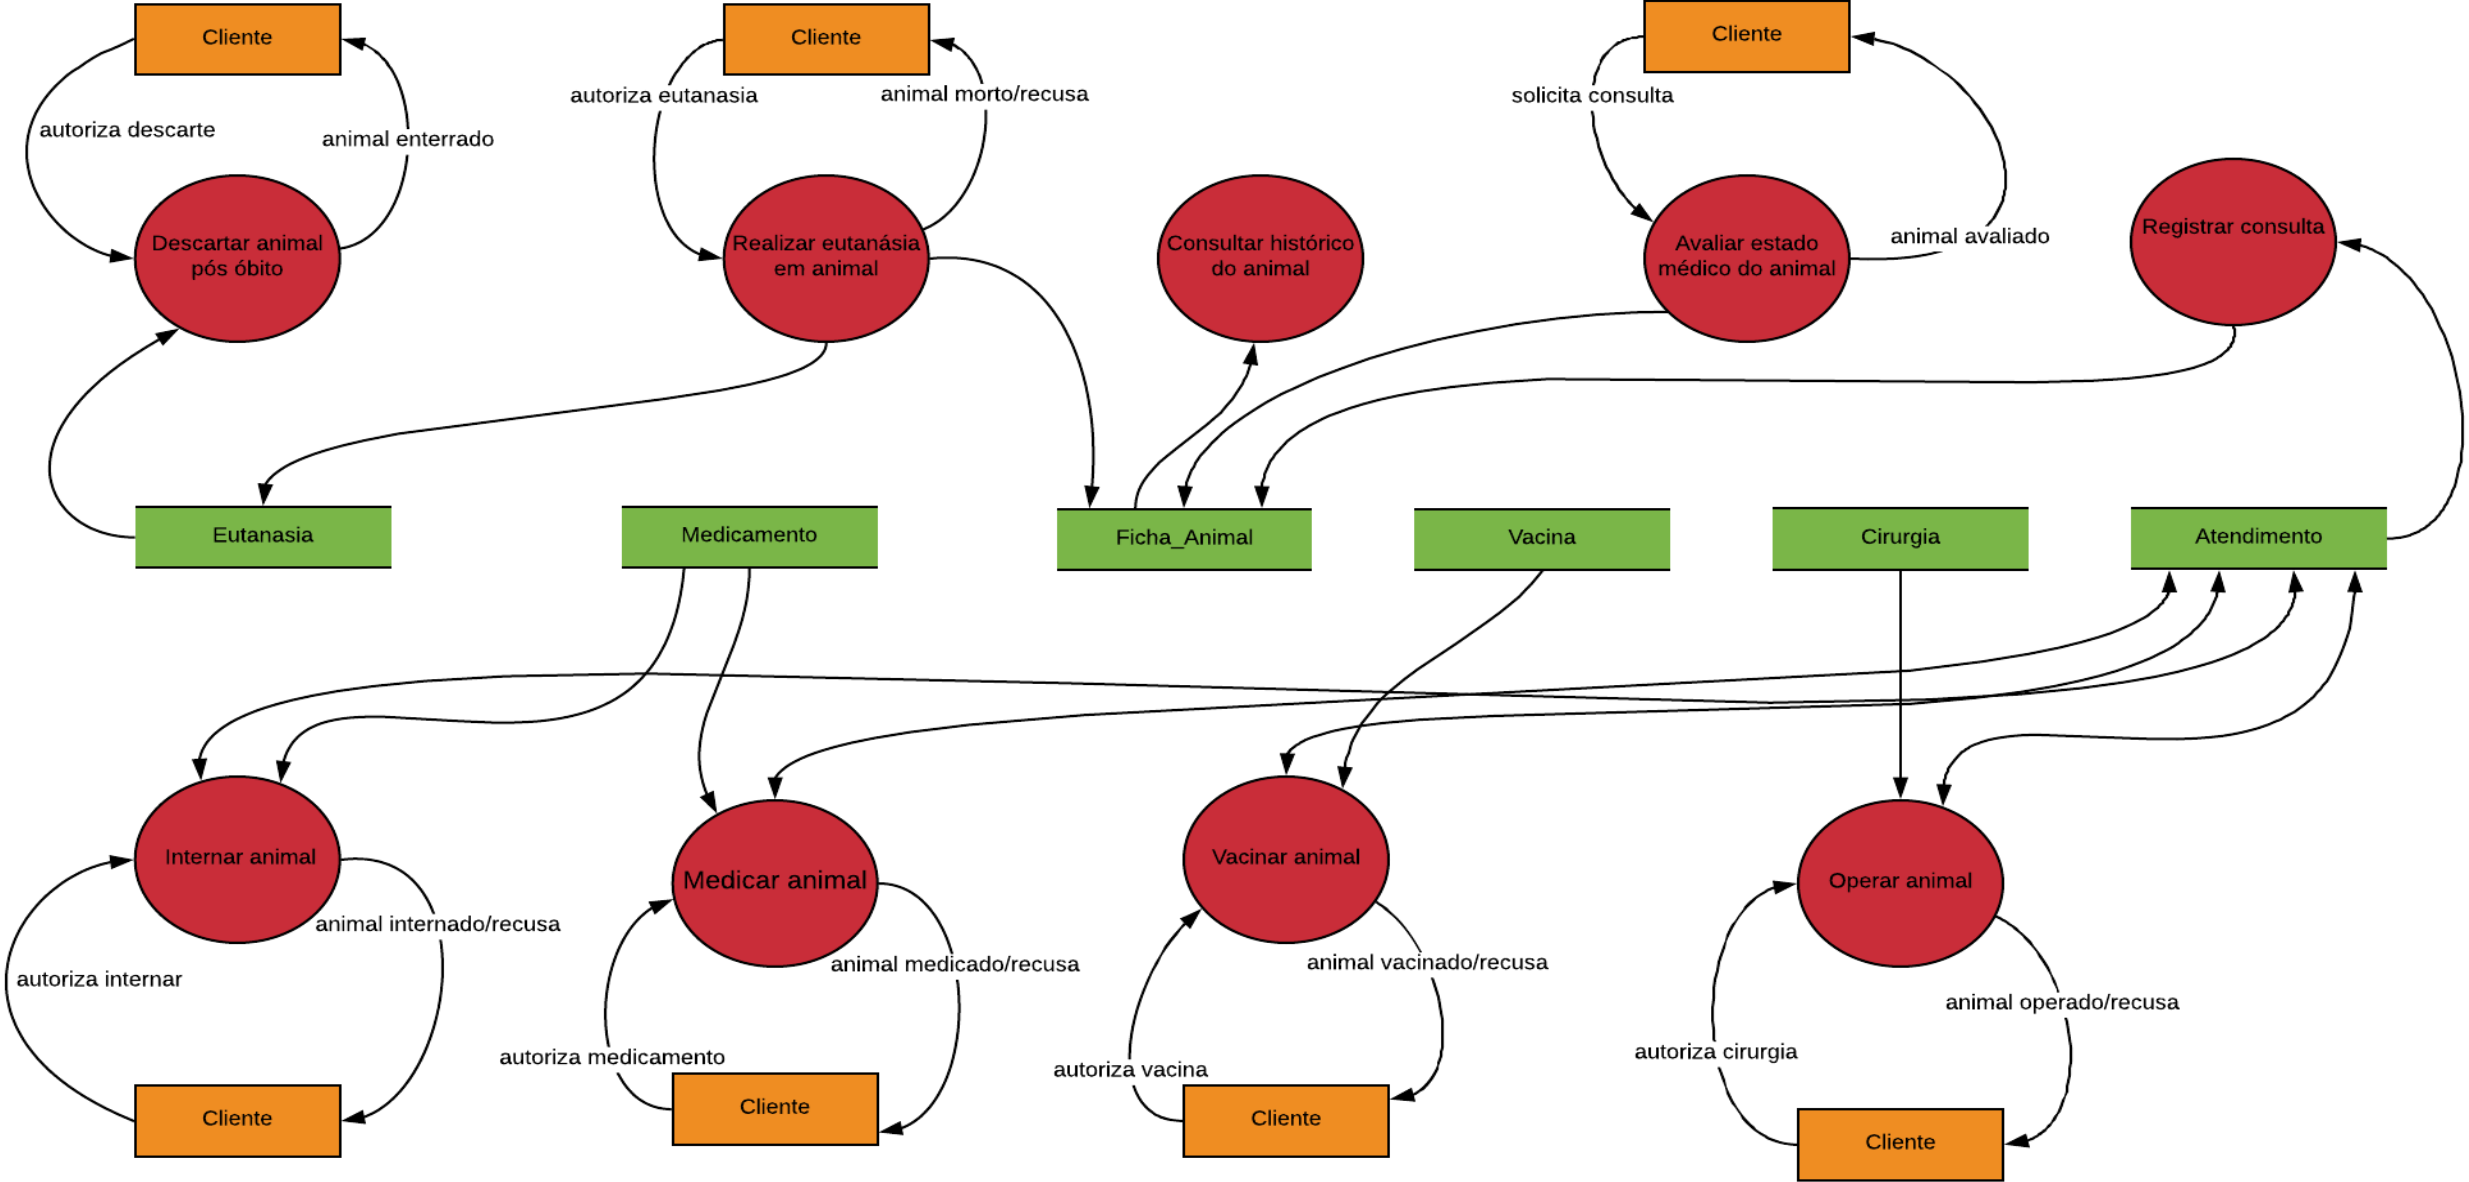 Cliente
Cliente
Cliente
autoriza eutanasia
animal morto/recusa
solicita consulta
autoriza descarte
animal enterrado
Descartar animal
pós óbito
Realizar eutanásia
em animal
Consultar histórico
do animal
Avaliar estado
médico do animal
animal avaliado
Registrar consulta
Eutanasia
Medicamento
Ficha_Animal
Vacina
Cirurgia
Atendimento
Internar animal
Medicar animal
Vacinar animal
Operar animal
animal internado/recusa
autoriza internar
animal medicado/recusa
animal vacinado/recusa
animal operado/recusa
autoriza medicamento
autoriza vacina
autoriza cirurgia
Cliente
Cliente
Cliente
Cliente